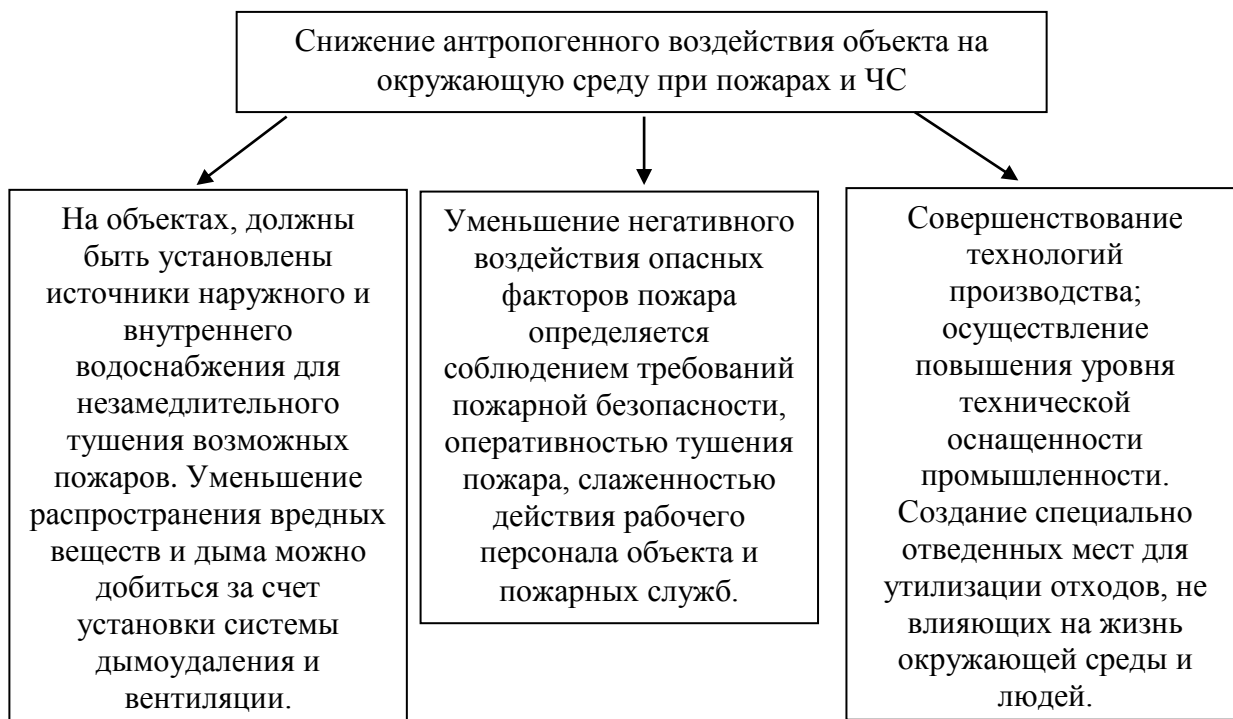 Снижение антропогенного воздействия объекта на
окружающую среду при пожарах и ЧС
На объектах, должны
быть установлены
источники наружного и
внутреннего
водоснабжения для
незамедлительного
тушения возможных
пожаров. Уменьшение
распространения вредных
веществ и дыма можно
добиться за счет
установки системы
дымоудаления и
вентиляции.
Уменьшение негативного
воздействия опасных
факторов пожара
определяется
соблюдением требований
пожарной безопасности,
оперативностью тушения
пожара, слаженностью
действия рабочего
персонала объекта и
пожарных служб.
Совершенствование
технологий
производства;
осуществление
повышения уровня
технической
оснащенности
промышленности.
Создание специально
отведенных мест для
утилизации отходов, не
влияющих на жизнь
окружающей среды и
людей.